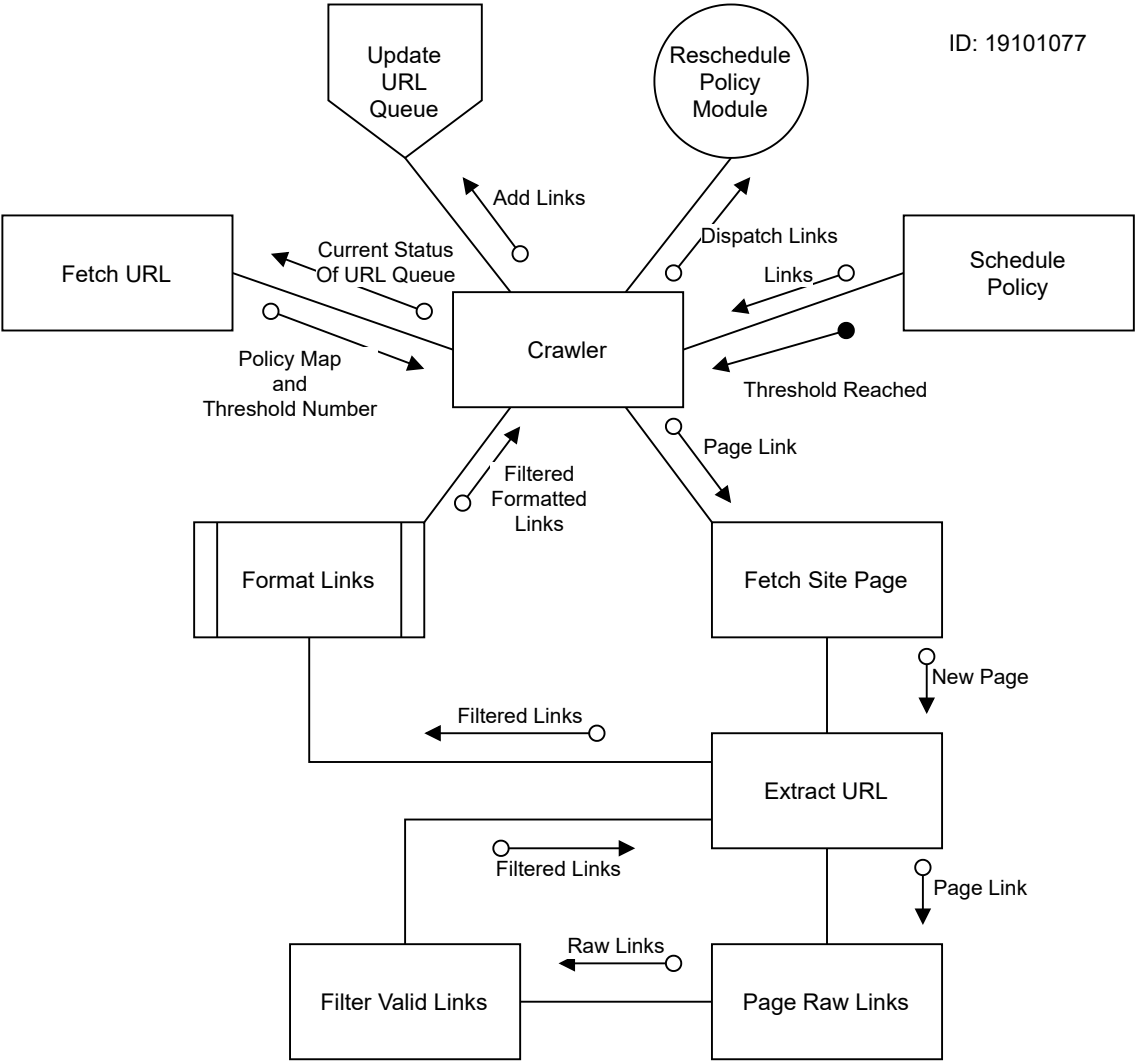 Update
URL
Queue
Reschedule
Policy
Module
ID: 19101077
Add Links
Dispatch Links
Fetch URL
Current Status
Of URL Queue
Links
Schedule
Policy
Crawler
Policy Map
and
Threshold Number
Threshold Reached
Page Link
Filtered
Formatted
Links
Format Links
Fetch Site Page
New Page
Filtered Links
Extract URL
Filtered Links
Page Link
Raw Links
Filter Valid Links
Page Raw Links